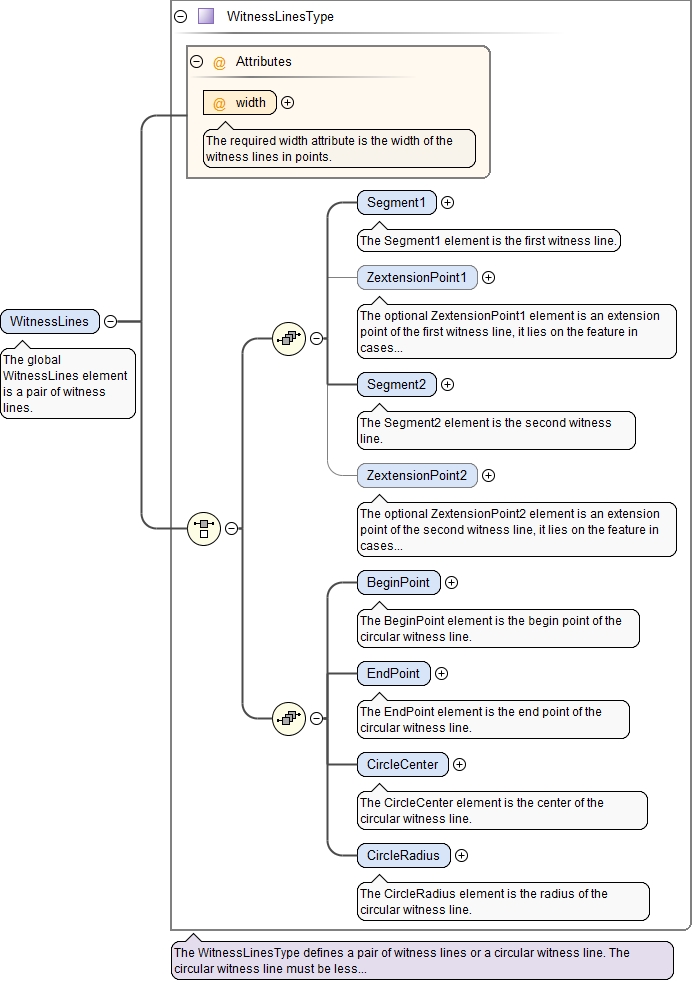 WitnessLinesType
@ Attributes
@ width
The required width attribute is the width of the
witness lines in points.
Segment1
The Segment1 element is the first witness line.
ZextensionPoint1
The optional ZextensionPoint1 element is an extension
point of the first witness line, it lies on the feature in
cases...
WitnessLines
The global
WitnessLines element
is a pair of witness
lines.
Segment2
The Segment2 element is the second witness
line.
ZextensionPoint2
The optional ZextensionPoint2 element is an extension
point of the second witness line, it lies on the feature in
cases...
BeginPoint
The BeginPoint element is the begin point of the
circular witness line.
EndPoint
The EndPoint element is the end point of the
circular witness line.
CircleCenter
The CircleCenter element is the center of the
circular witness line.
CircleRadius
The CircleRadius element is the radius of the
circular witness line.
The WitnessLinesType defines a pair of witness lines or a circular witness line. The
circular witness line must be less...